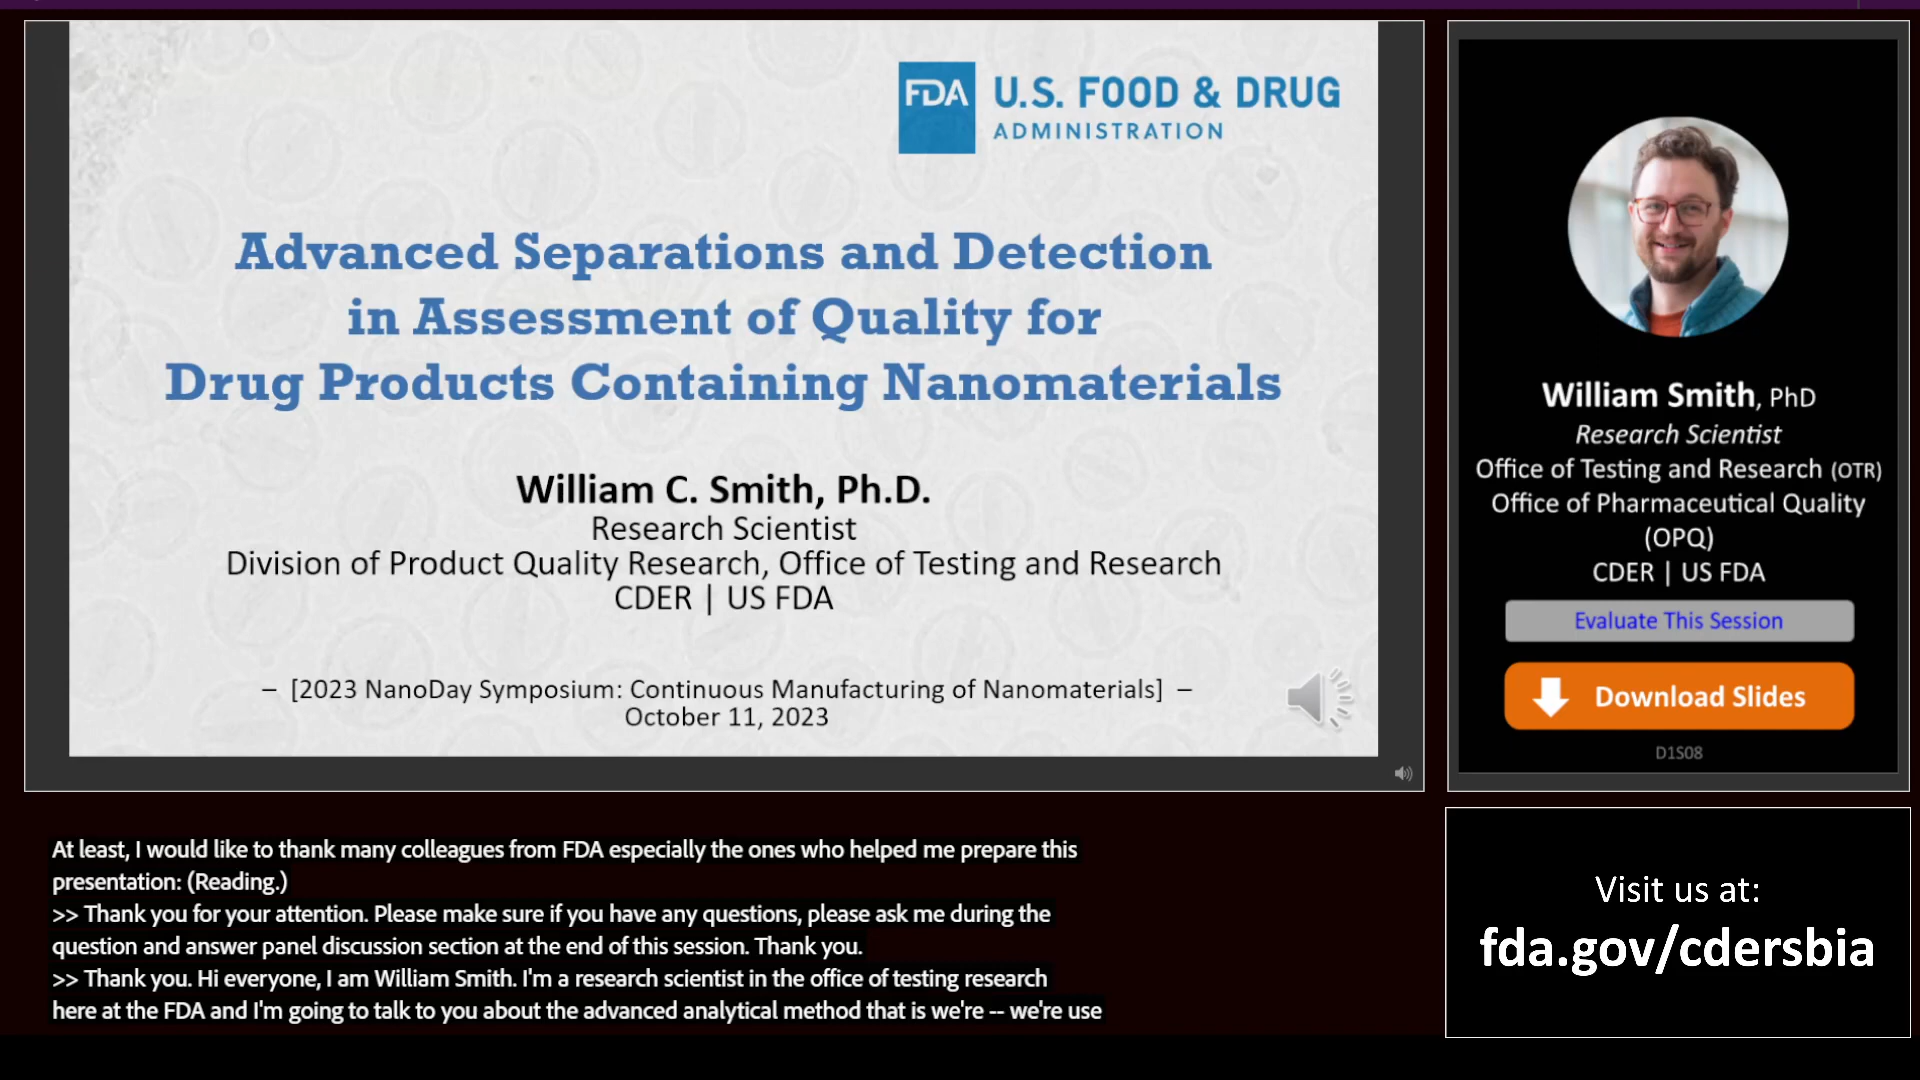 FDA
U.S. FOOD & DRUG
ADMINISTRATION
Advanced Separations and Detection
in Assessment of Quality for
Drug Products Containing Nanomaterials
William C. Smith, Ph.D.
Research Scientist
Division of Product Quality Research, Office of Testing and Research
CDER | US FDA
– [2023 NanoDay Symposium: Continuous Manufacturing of Nanomaterials] –
October 11, 2023
William Smith, PhD
Research Scientist
Office of Testing and Research (OTR)
Office of Pharmaceutical Quality
(OPQ)
CDER | US FDA
Evaluate This Session
Download Slides
D1S08
At least, I would like to thank many colleagues from FDA especially the ones who helped me prepare this
presentation: (Reading.)
>> Thank you for your attention. Please make sure if you have any questions, please ask me during the
question and answer panel discussion section at the end of this session. Thank you.
>> Thank you. Hi everyone, I am William Smith. I'm a research scientist in the office of testing research
here at the FDA and I'm going to talk to you about the advanced analytical method that is we're -- we're use
Visit us at:
fda.gov/cdersbia